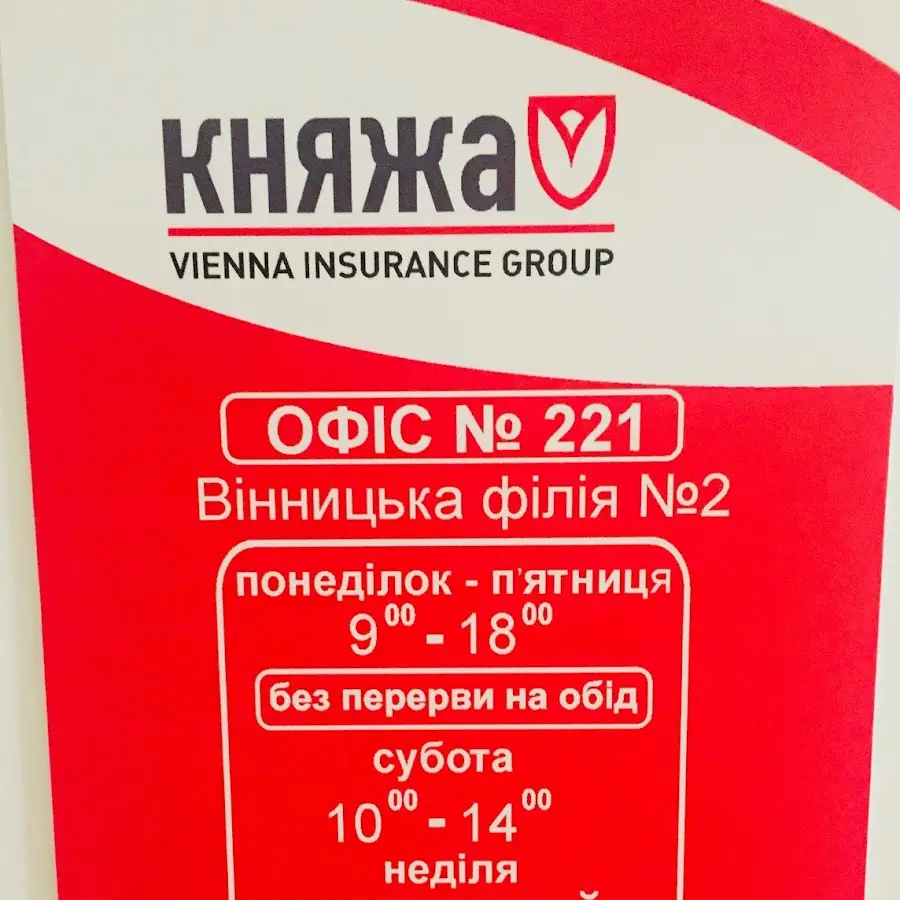 княжа
VIENNA INSURANCE GROUP
ОФІС № 221
Вінницька філія №2
понеділок - п'ятниця
9⁰⁰ - 18⁰⁰
без перерви на обід
субота
10⁰⁰ - 14⁰⁰
неділя